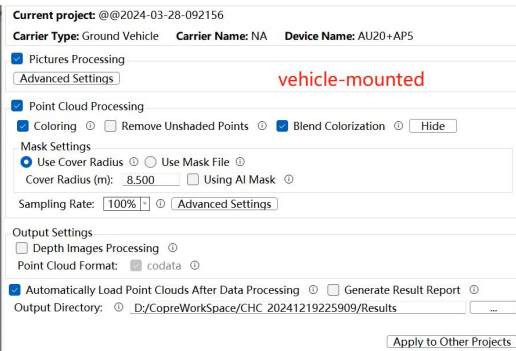 Current project: @@2024-03-28-092156
Carrier Type: Ground Vehicle Carrier Name: NA Device Name: AU20+AP5
Pictures Processing
Advanced Settings
vehicle-mounted
Point Cloud Processing
Coloring Remove Unshaded Points Blend Colorization Hide
Mask Settings
Use Cover Radius Use Mask File
Cover Radius (m): 8.500 Using AI Mask
Sampling Rate: 100% Advanced Settings
Output Settings
Depth Images Processing
Point Cloud Format: codata
Automatically Load Point Clouds After Data Processing Generate Result Report
Output Directory: D:/CopreWorkSpace/CHC_20241219225909/Results ...
Apply to Other Projects